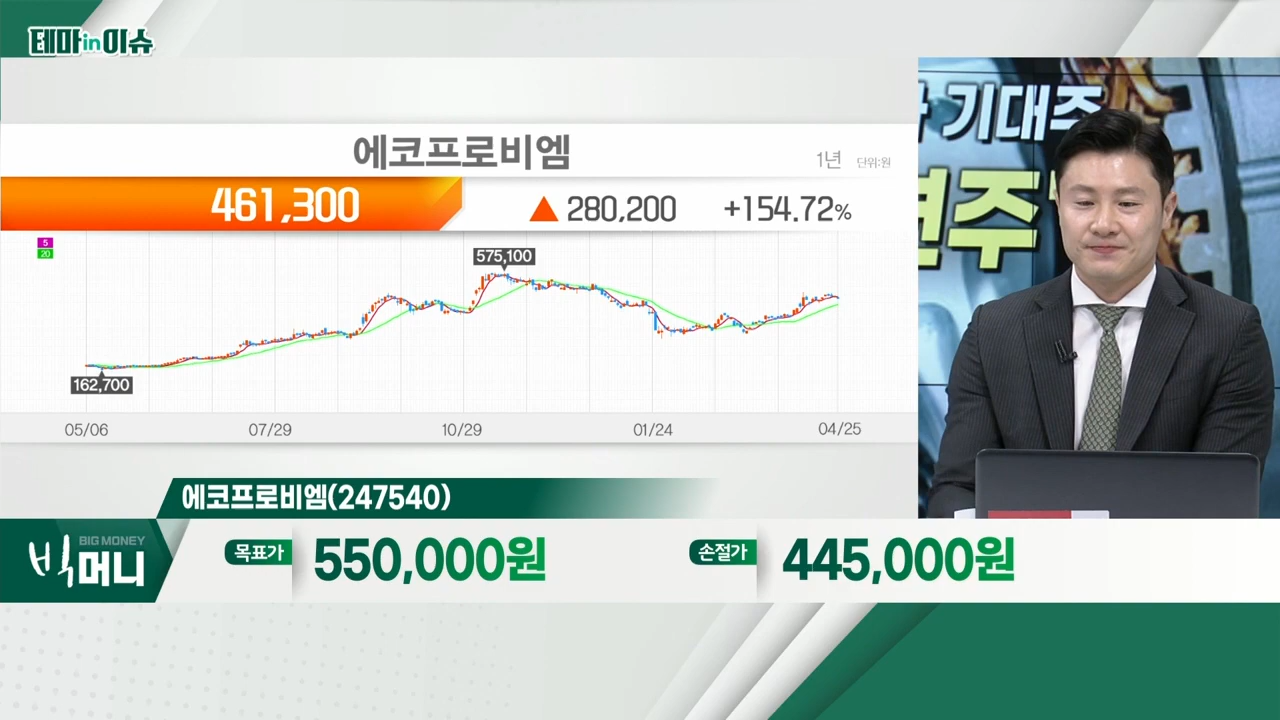 테마in이슈
기대주
에코프로비엠
1년 단위:원
461,300
▲ 280,200 +154.72%
5
20
575,100
162,700
05/06 07/29 10/29 01/24 04/25
에코프로비엠(247540)
BIG MONEY
빅머니
목표가 550,000원
손절가 445,000원